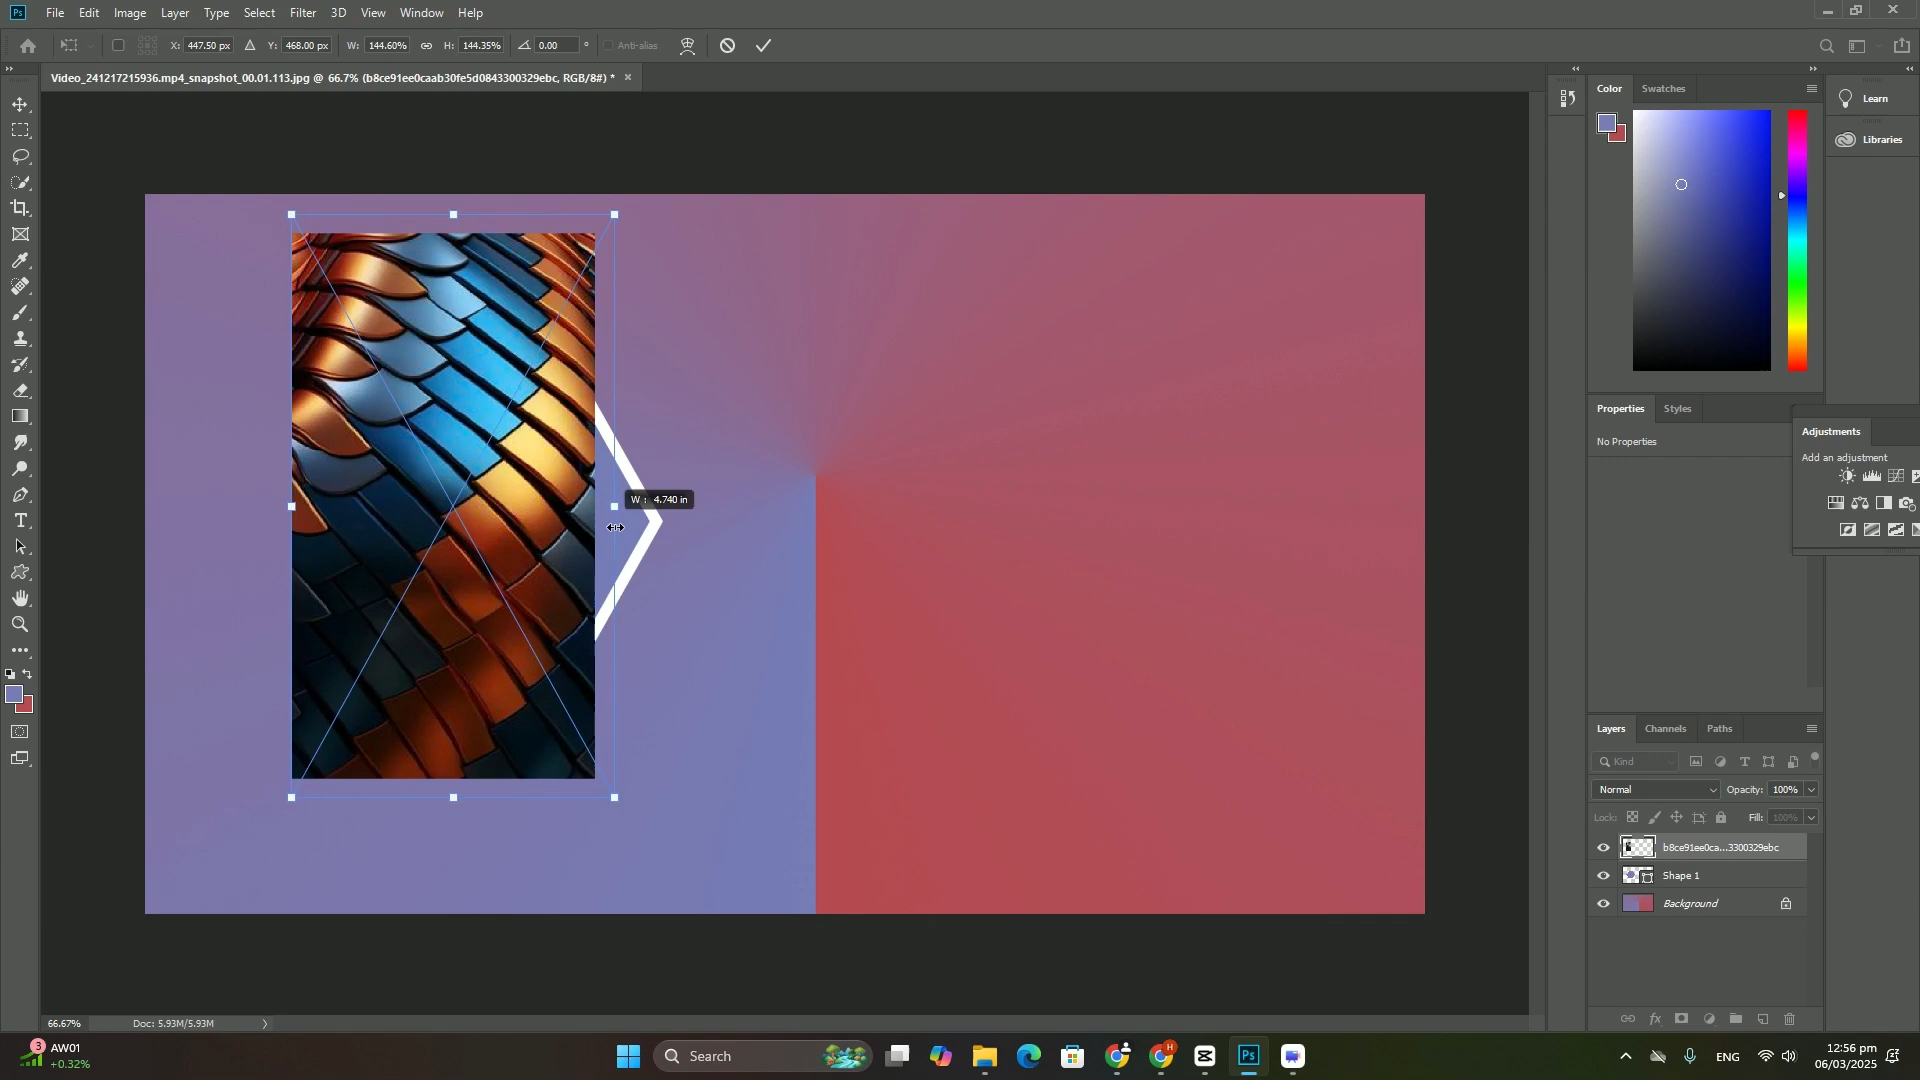 Ps File Edit Image Layer Type Select Filter 3D View Window Help
X: 447.50 px Y: 468.00 px W: 144.60% H: 144.35% 0.00 ° Anti-alias
Video_241217215936.mp4_snapshot_00.01.113.jpg @ 66.7% (b8ce91ee0caab30fe5d0843300329ebc, RGB/8#) * ×
Color Swatches
Learn
Libraries
W : 4.740 in
Properties Styles
No Properties
Adjustments
Add an adjustment
Layers Channels Paths
Kind
Normal Opacity: 100%
Lock: Fill: 100%
b8ce91ee0ca...3300329ebc
Shape 1
Background
66.67% Doc: 5.93M/5.93M
3 AW01
+0.32%
Search
H
Ps
ENG
12:56 pm
06/03/2025